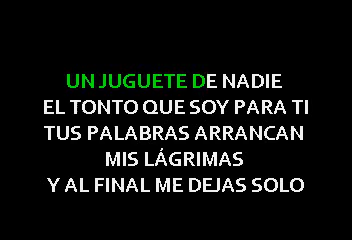 UN JUGUETE DE NADIE
EL TONTO QUE SOY PARA TI
TUS PALABRAS ARRANCAN
MIS LÁGRIMAS
Y AL FINAL ME DEJAS SOLO